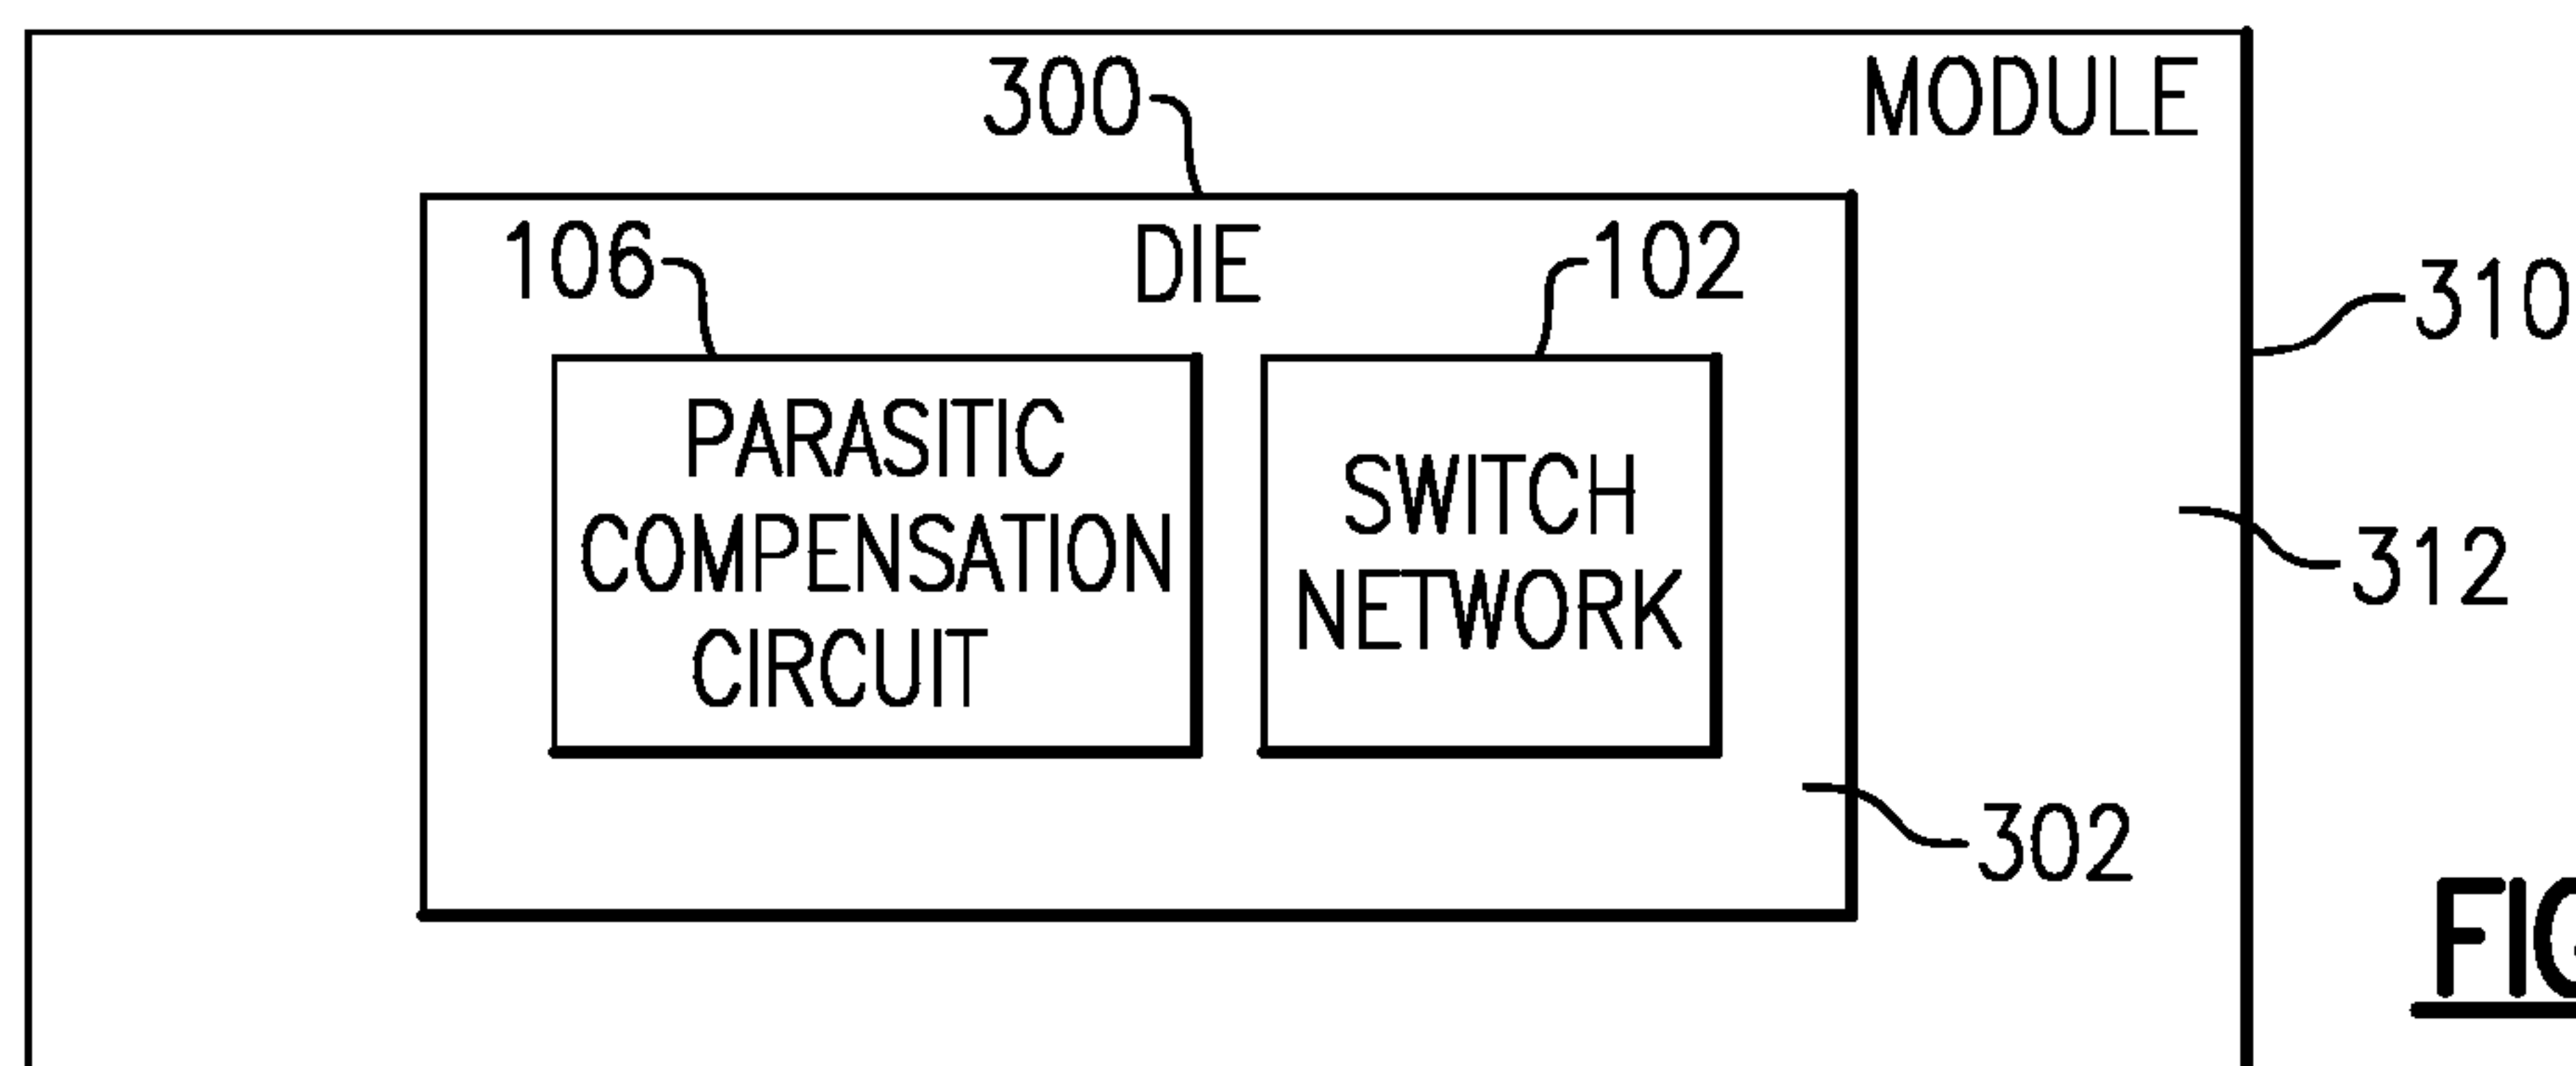 MODULE
300
DIE
106
102
310
PARASITIC
COMPENSATION
CIRCUIT
SWITCH
NETWORK
312
302